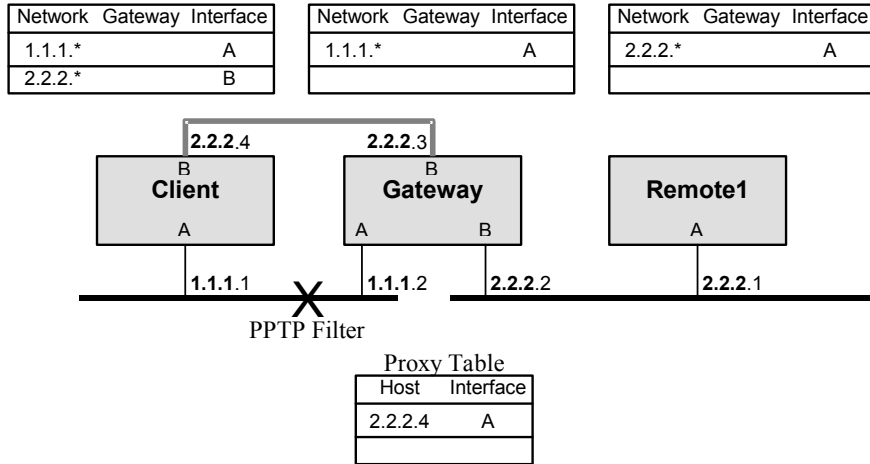 Network Gateway Interface
1.1.1.* A
2.2.2.* B
Network Gateway Interface
1.1.1.* A
Network Gateway Interface
2.2.2.* A
2.2.2.4
2.2.2.3
B
B
Client
Gateway
Remote1
A
A
B
A
1.1.1.1
1.1.1.2
2.2.2.2
2.2.2.1
X
PPTP Filter
Proxy Table
Host Interface
2.2.2.4 A